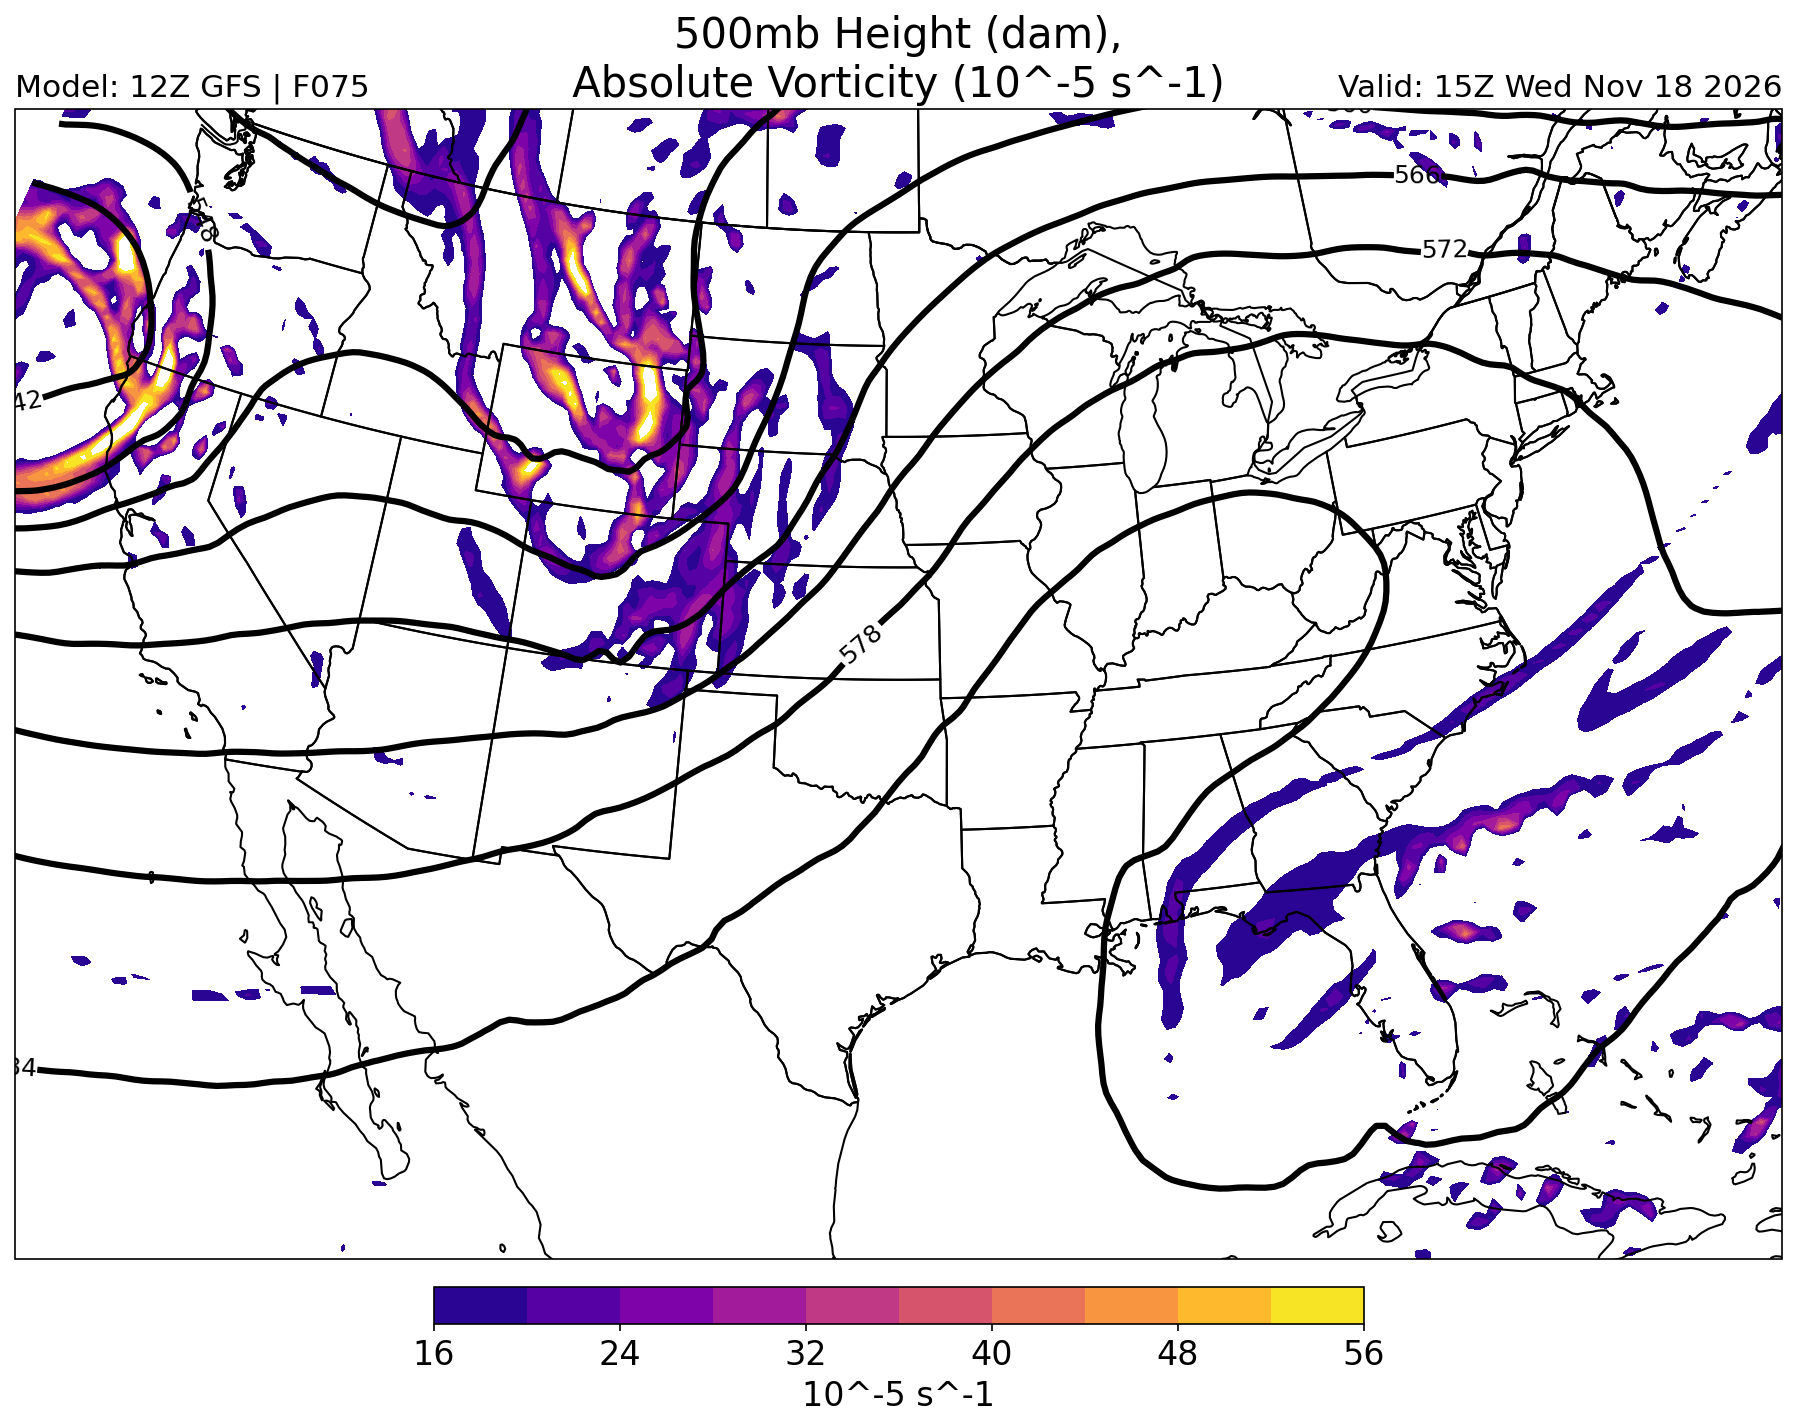 500mb Height (dam),
Model: 12Z GFS | F075
Absolute Vorticity (10^-5 s^-1)
Valid: 15Z Wed Nov 18 2026
566
572
42
578
34
16
24
32
40
48
56
10^-5 s^-1